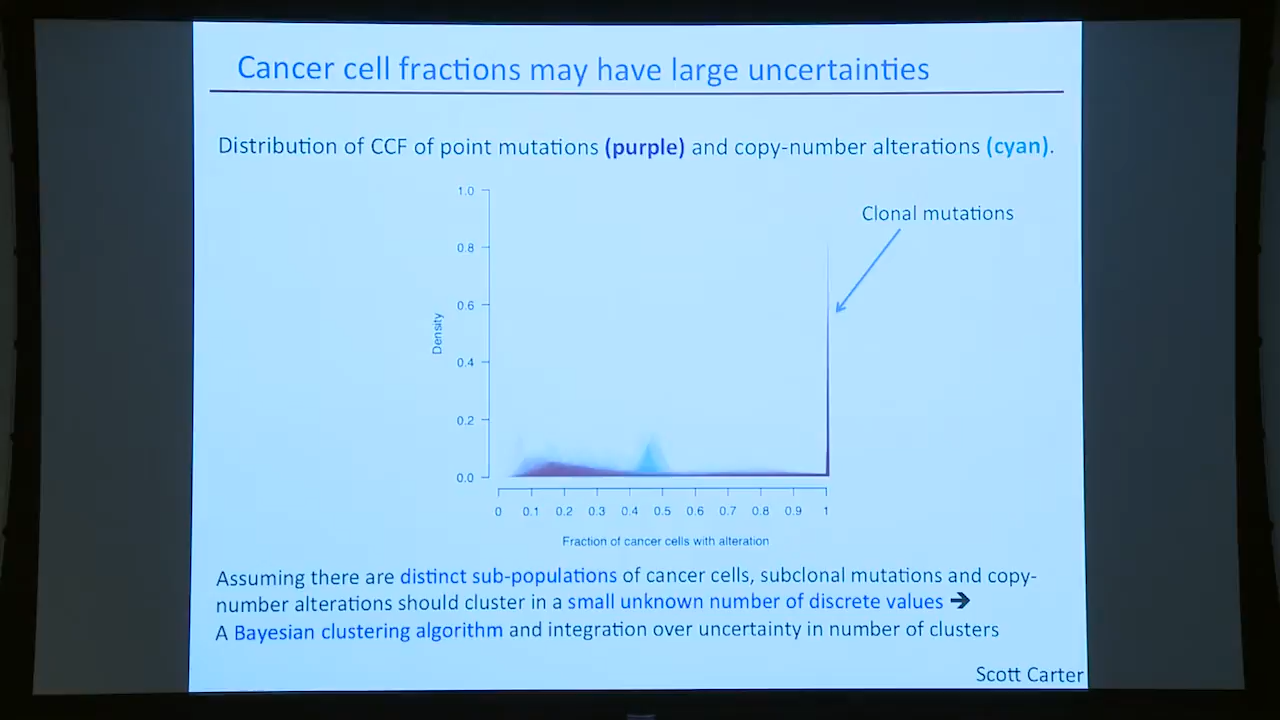 Cancer cell fractions may have large uncertainties
Distribution of CCF of point mutations (purple) and copy-number alterations (cyan).
Clonal mutations
1.0
0.8
0.6
0.4
0.2
0.0
Density
0 0.1 0.2 0.3 0.4 0.5 0.6 0.7 0.8 0.9 1
Fraction of cancer cells with alteration
Assuming there are distinct sub-populations of cancer cells, subclonal mutations and copy-
number alterations should cluster in a small unknown number of discrete values ➔
A Bayesian clustering algorithm and integration over uncertainty in number of clusters
Scott Carter